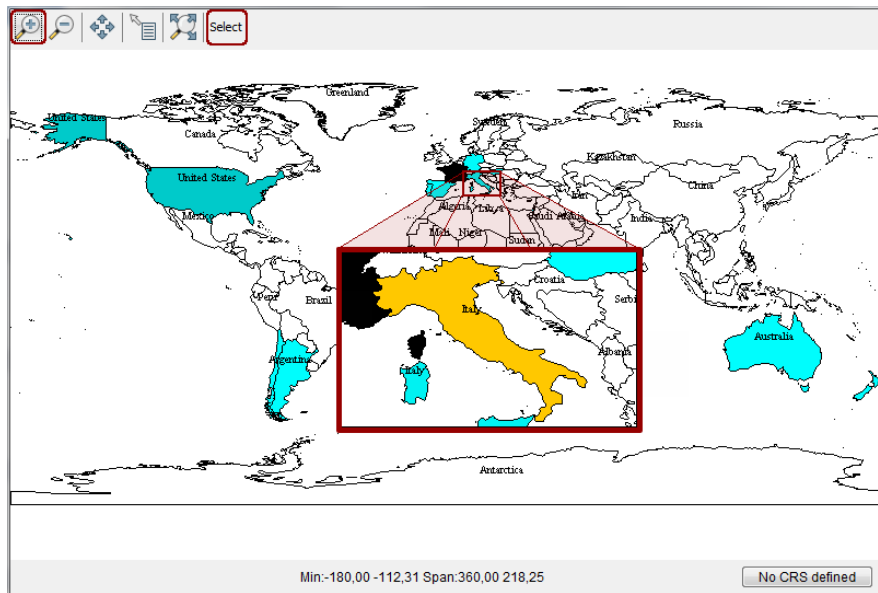 Select
Greenland
United States
Sweden
Russia
Canada
Kazakhstan
United States
China
Iran
Algeria
Libya
Saudi Arabia
Mexico
India
Mali
Niger
Sudan
Croatia
Peru
Brazil
Serbi
Italy
Australia
Albania
Argentina
Italy
Antarctica
Min:-180,00 -112,31 Span:360,00 218,25
No CRS defined